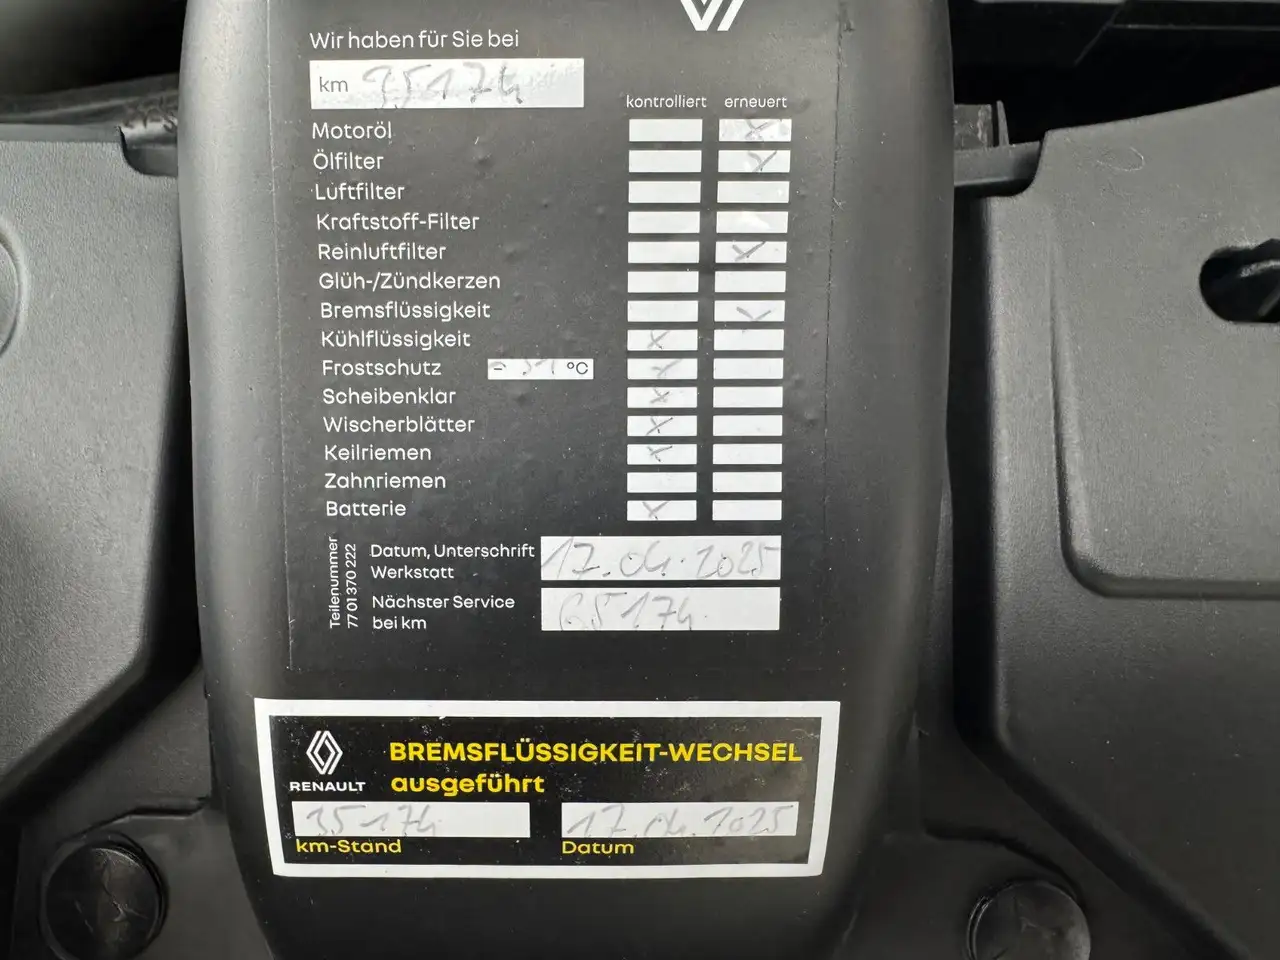 Wir haben für Sie bei
km 35174
kontrolliert erneuert
Motoröl X
Ölfilter X
Luftfilter
Kraftstoff-Filter
Reinluftfilter X
Glüh-/Zündkerzen
Bremsflüssigkeit X
Kühlflüssigkeit X
Frostschutz - 31 °C X
Scheibenklar X
Wischerblätter X
Keilriemen X
Zahnriemen
Batterie X
Teilenummer
77 01 370 222
Datum, Unterschrift
Werkstatt
17.04.2025
Nächster Service
bei km
65174
RENAULT
BREMSFLÜSSIGKEIT-WECHSEL
ausgeführt
35174
17.04.2025
km-Stand
Datum